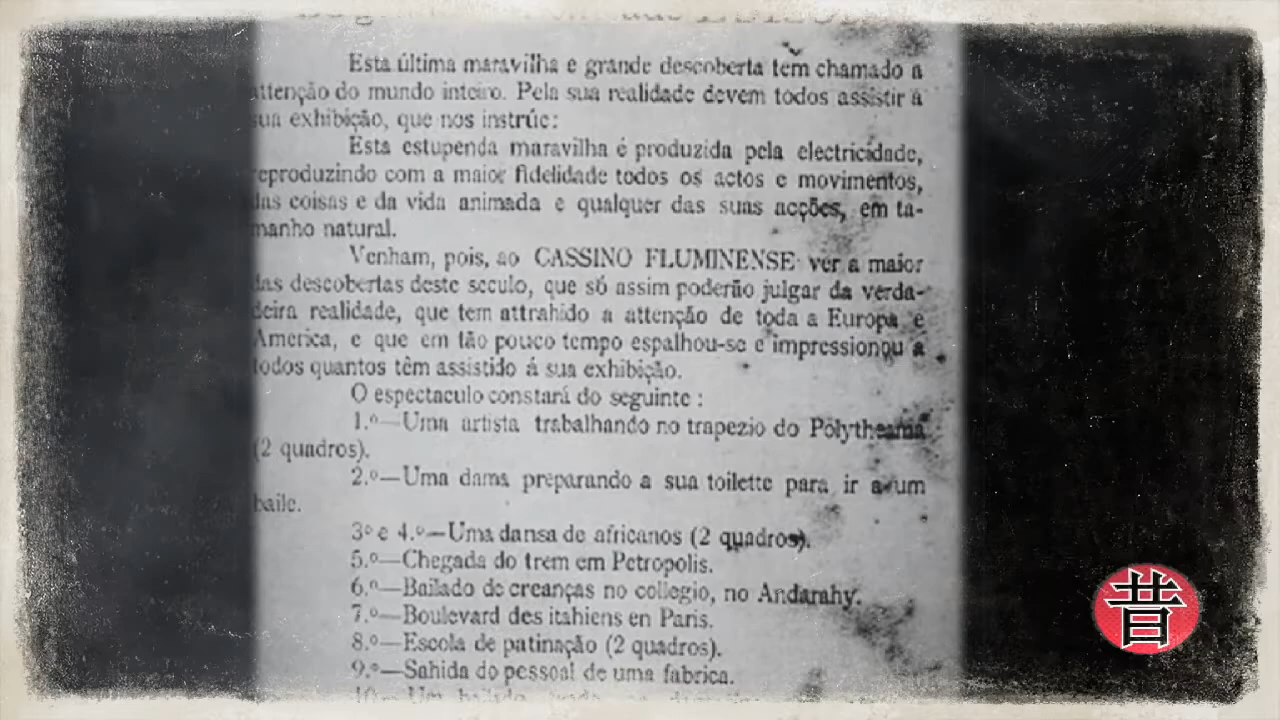 Esta última maravilha e grande descoberta tem chamado a
attenção do mundo inteiro. Pela sua realidade devem todos assistir á
sua exhibição, que nos instrúe:
Esta estupenda maravilha é produzida pela electricidade,
reproduzindo com a maior fidelidade todos os actos e movimentos,
das coisas e da vida animada e qualquer das suas acções, em ta-
manho natural.
Venham, pois, ao CASSINO FLUMINENSE ver a maior
das descobertas deste seculo, que só assim poderão julgar da verda-
deira realidade, que tem attrahido a attenção de toda a Europa e
America, e que em tão pouco tempo espalhou-se e impressionou a
todos quantos têm assistido á sua exhibição.
O espectaculo constará do seguinte :
1.º—Uma artista trabalhando no trapezio do Polytheama
(2 quadros).
2.º—Uma dama preparando a sua toilette para ir a um
baile.
3º e 4.º—Uma dansa de africanos (2 quadros).
5.º—Chegada do trem em Petropolis.
6.º—Bailado de creanças no collegio, no Andarahy.
7.º—Boulevard des itahiens en Paris.
8.º—Escola de patinação (2 quadros).
9.º—Sahida do pessoal de uma fabrica.
10.—Um bailado
昔